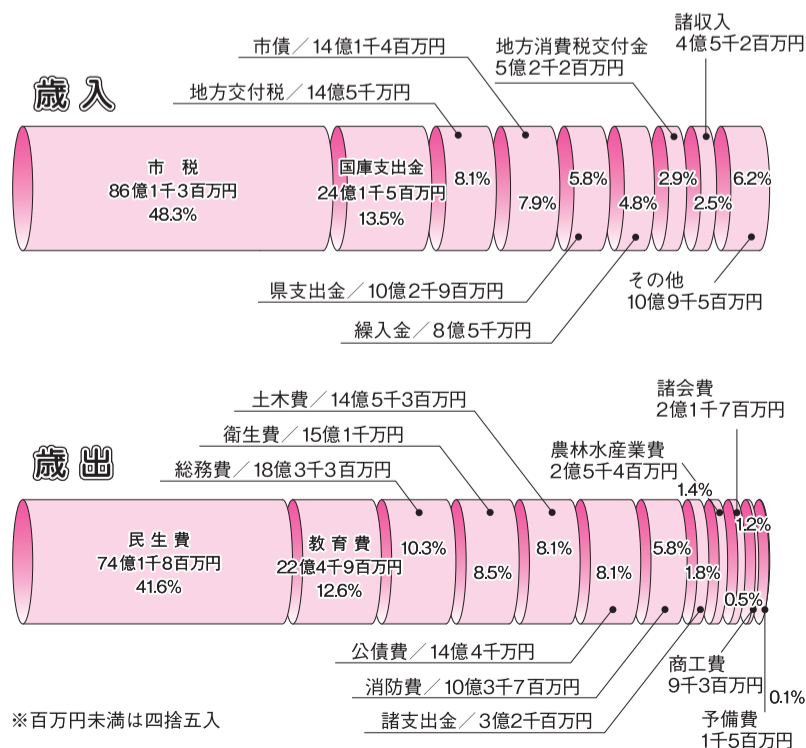 歳入
市債／14億1千4百万円
地方交付税／14億5千万円
地方消費税交付金
5億2千2百万円
諸収入
4億5千2百万円
市　税
86億1千3百万円
48.3%
国庫支出金
24億1千5百万円
13.5%
8.1%
7.9%
5.8%
4.8%
2.9%
2.5%
6.2%
県支出金／10億2千9百万円
繰入金／8億5千万円
その他
10億9千5百万円
歳出
土木費／14億5千3百万円
衛生費／15億1千万円
総務費／18億3千3百万円
諸会費
2億1千7百万円
農林水産業費
2億5千4百万円
1.4%
民生費
74億1千8百万円
41.6%
教育費
22億4千9百万円
12.6%
10.3%
8.5%
8.1%
8.1%
5.8%
1.8%
1.2%
0.5%
公債費／14億4千万円
消防費／10億3千7百万円
諸支出金／3億2千百万円
商工費
9千3百万円
0.1%
予備費
1千5百万円
※百万円未満は四捨五入